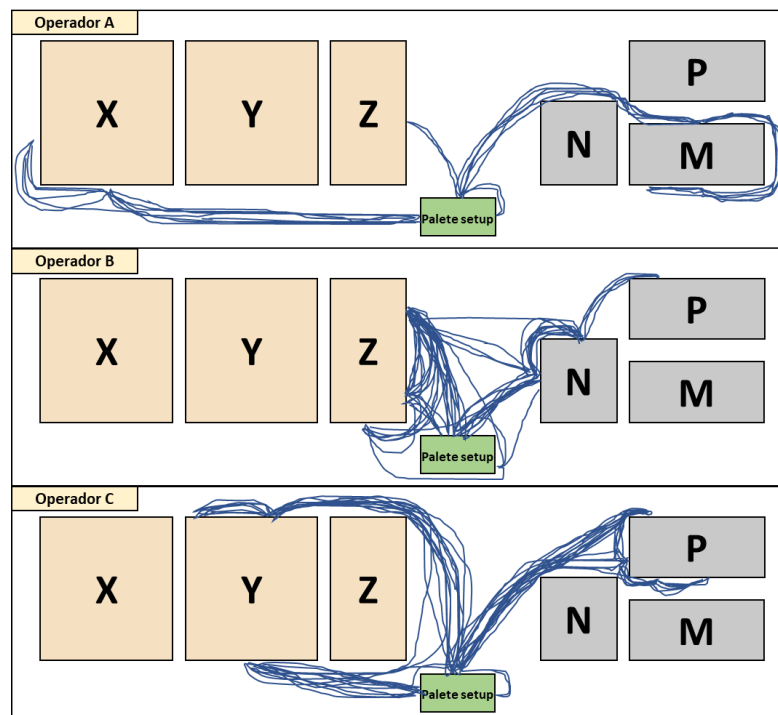 Operador A
X
Y
Z
P
N
M
Palete setup
Operador B
X
Y
Z
P
N
M
Palete setup
Operador C
X
Y
Z
P
N
M
Palete setup